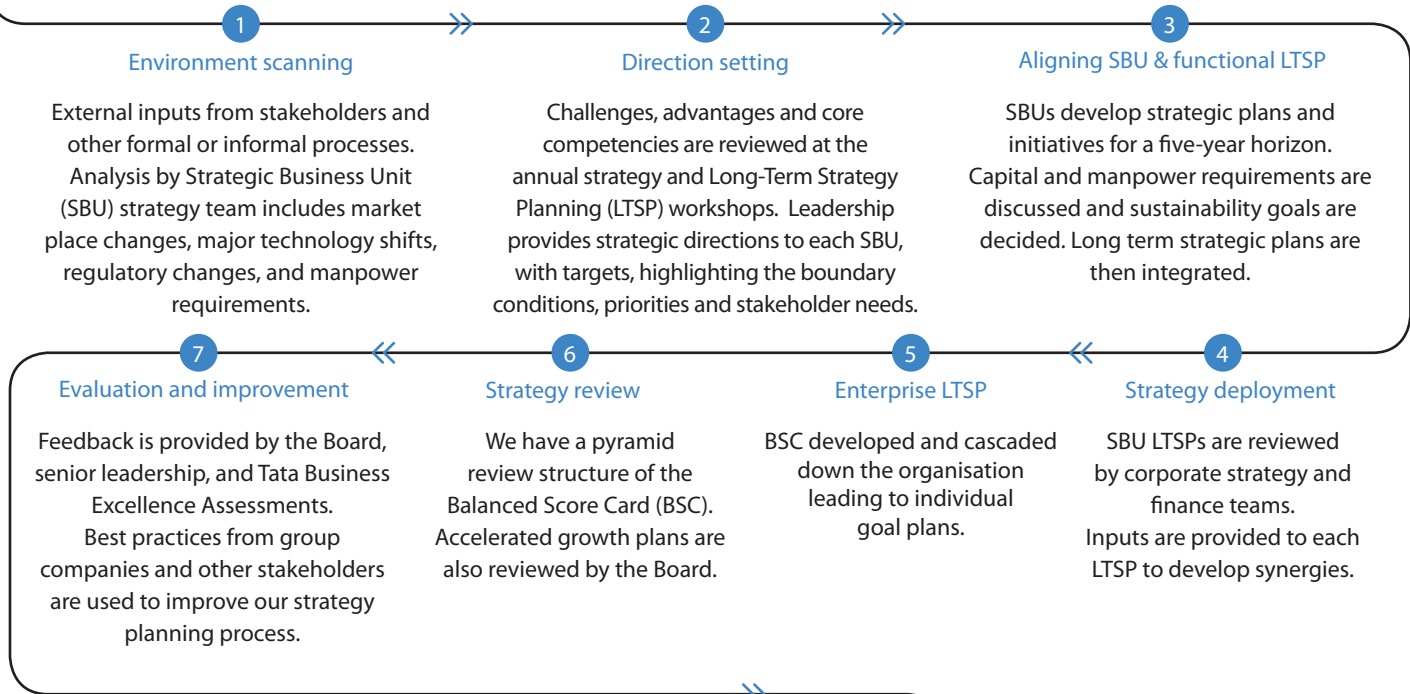 1
Environment scanning
External inputs from stakeholders and
other formal or informal processes.
Analysis by Strategic Business Unit
(SBU) strategy team includes market
place changes, major technology shifts,
regulatory changes, and manpower
requirements.
2
Direction setting
Challenges, advantages and core
competencies are reviewed at the
annual strategy and Long-Term Strategy
Planning (LTSP) workshops. Leadership
provides strategic directions to each SBU,
with targets, highlighting the boundary
conditions, priorities and stakeholder needs.
3
Aligning SBU & functional LTSP
SBUs develop strategic plans and
initiatives for a five-year horizon.
Capital and manpower requirements are
discussed and sustainability goals are
decided. Long term strategic plans are
then integrated.
4
Strategy deployment
SBU LTSPs are reviewed
by corporate strategy and
finance teams.
Inputs are provided to each
LTSP to develop synergies.
5
Enterprise LTSP
BSC developed and cascaded
down the organisation
leading to individual
goal plans.
6
Strategy review
We have a pyramid
review structure of the
Balanced Score Card (BSC).
Accelerated growth plans are
also reviewed by the Board.
7
Evaluation and improvement
Feedback is provided by the Board,
senior leadership, and Tata Business
Excellence Assessments.
Best practices from group
companies and other stakeholders
are used to improve our strategy
planning process.